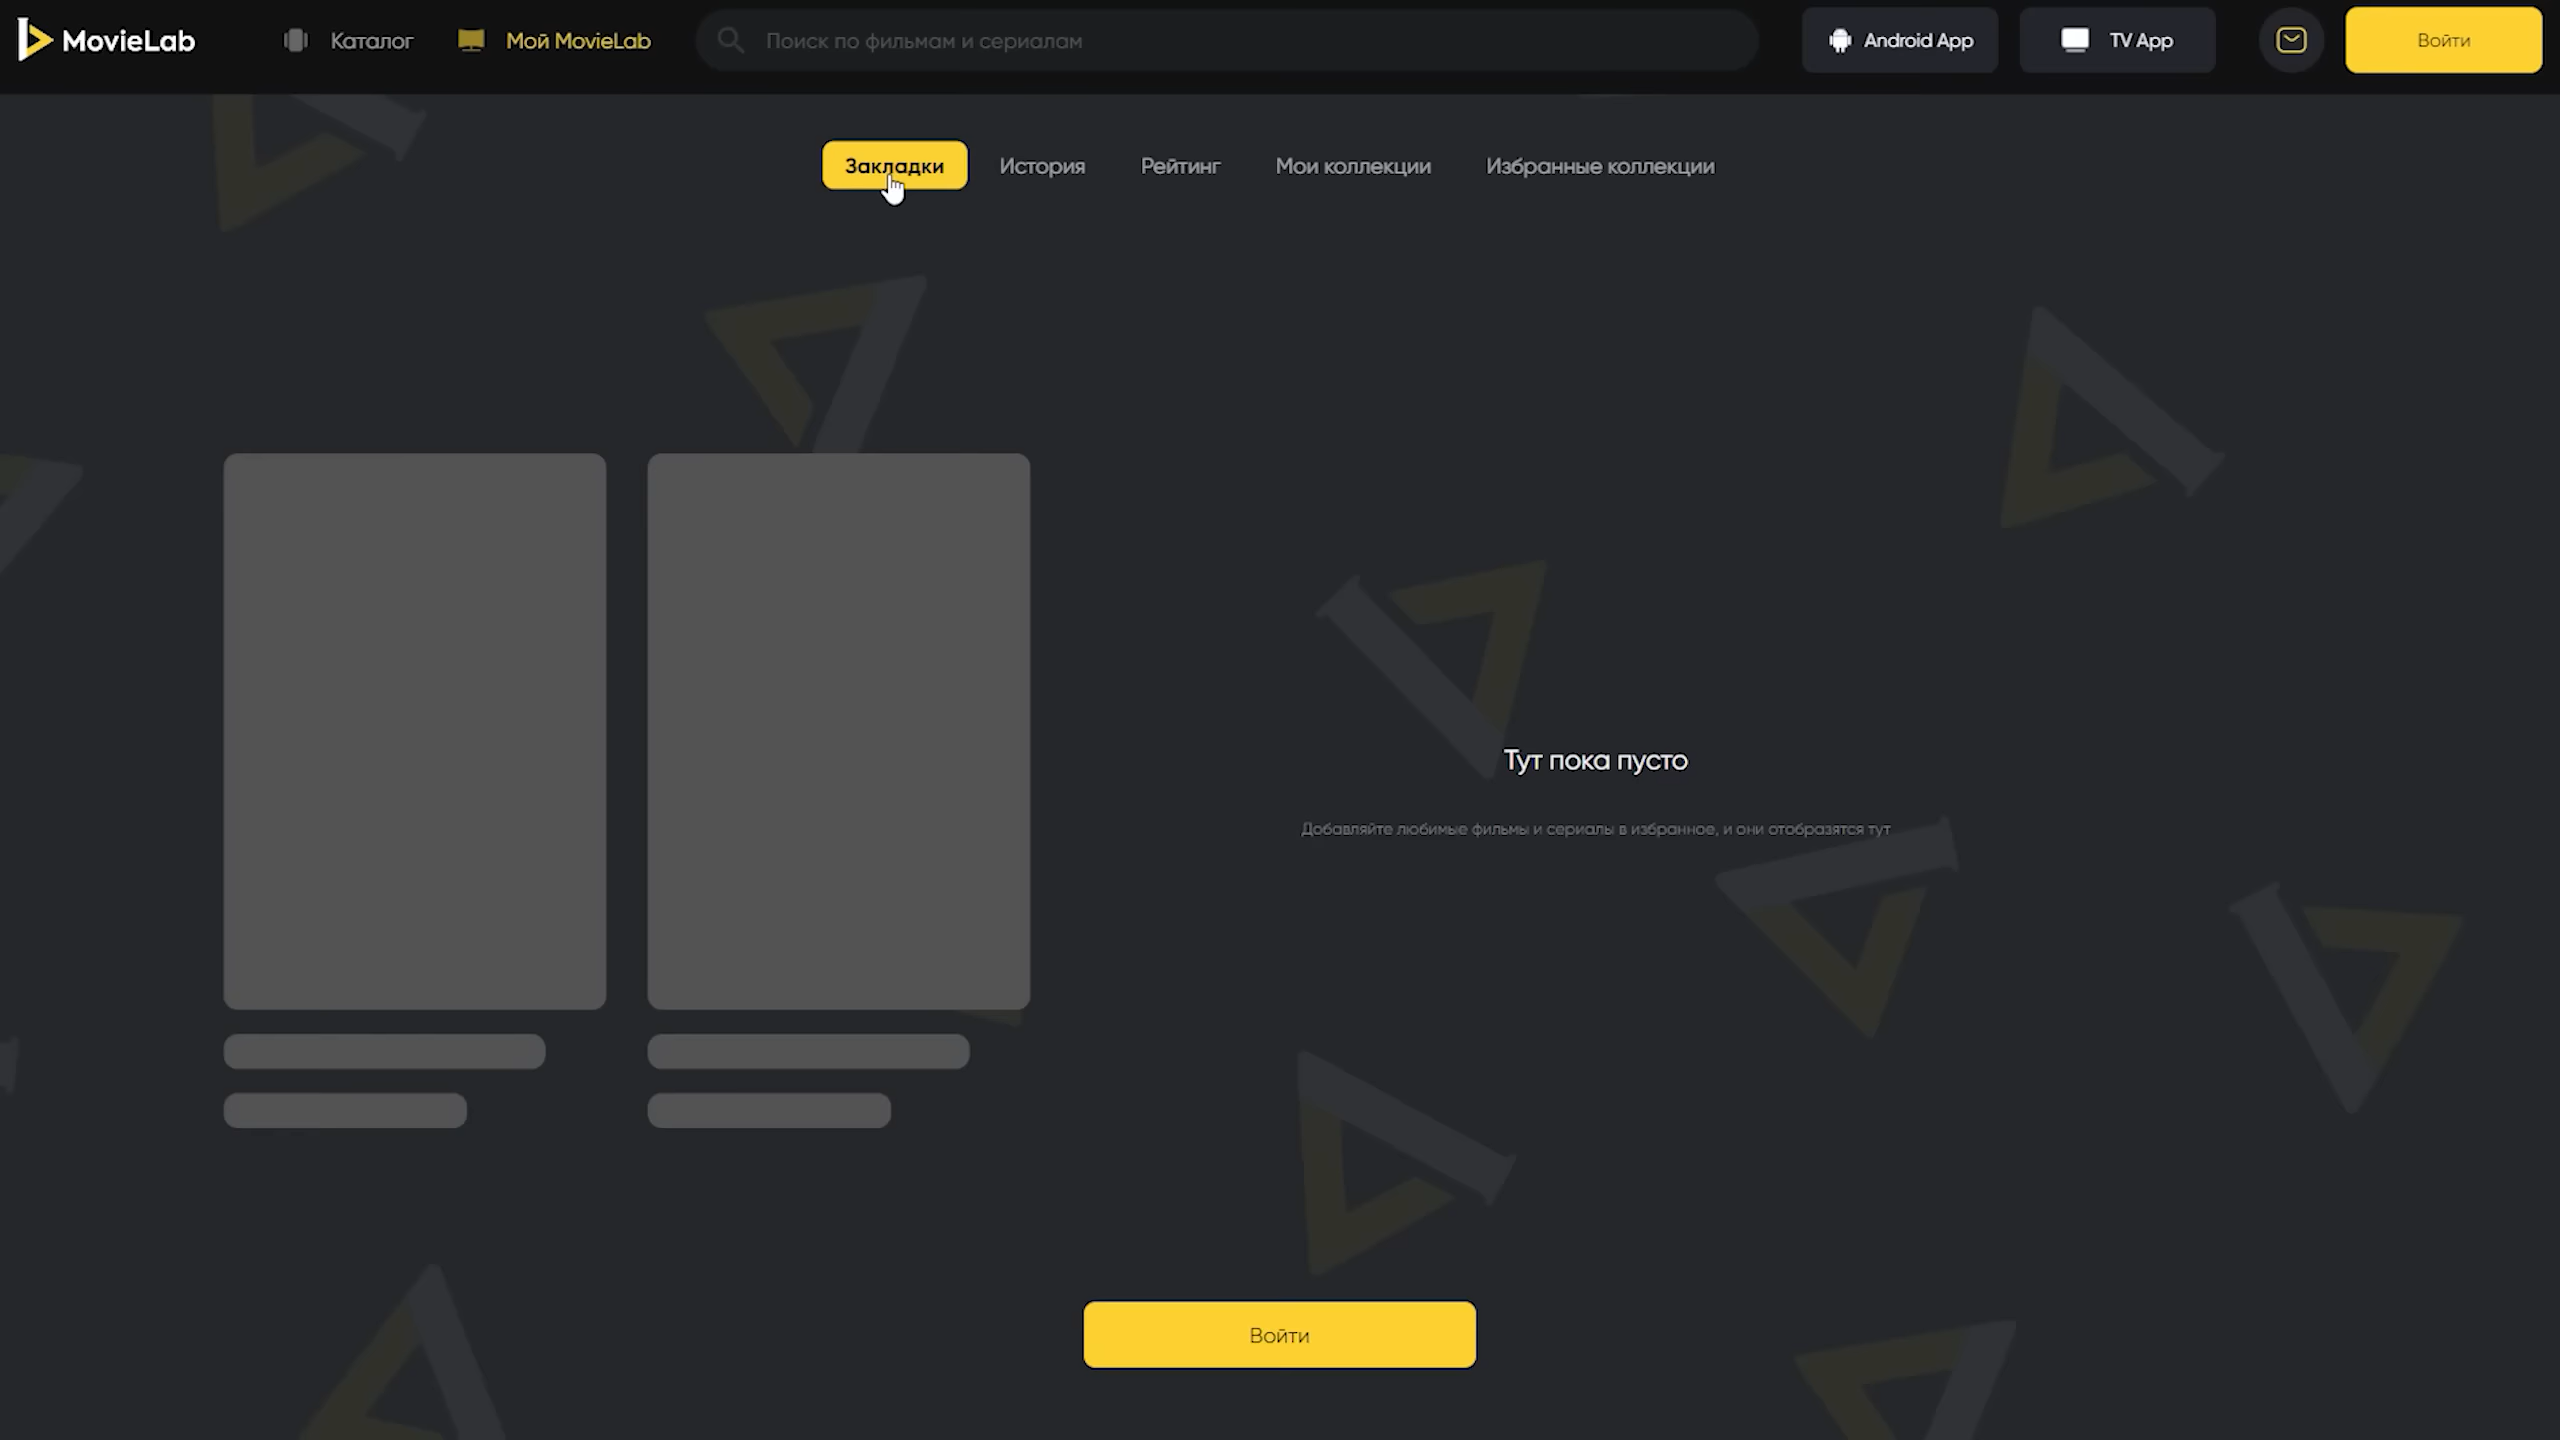 MovieLab
Каталог
Мой MovieLab
Поиск по фильмам и сериалам
Android App
TV App
Войти
Закладки
История
Рейтинг
Мои коллекции
Избранные коллекции
Тут пока пусто
Добавляйте любимые фильмы и сериалы в избранное, и они отобразятся тут
Войти